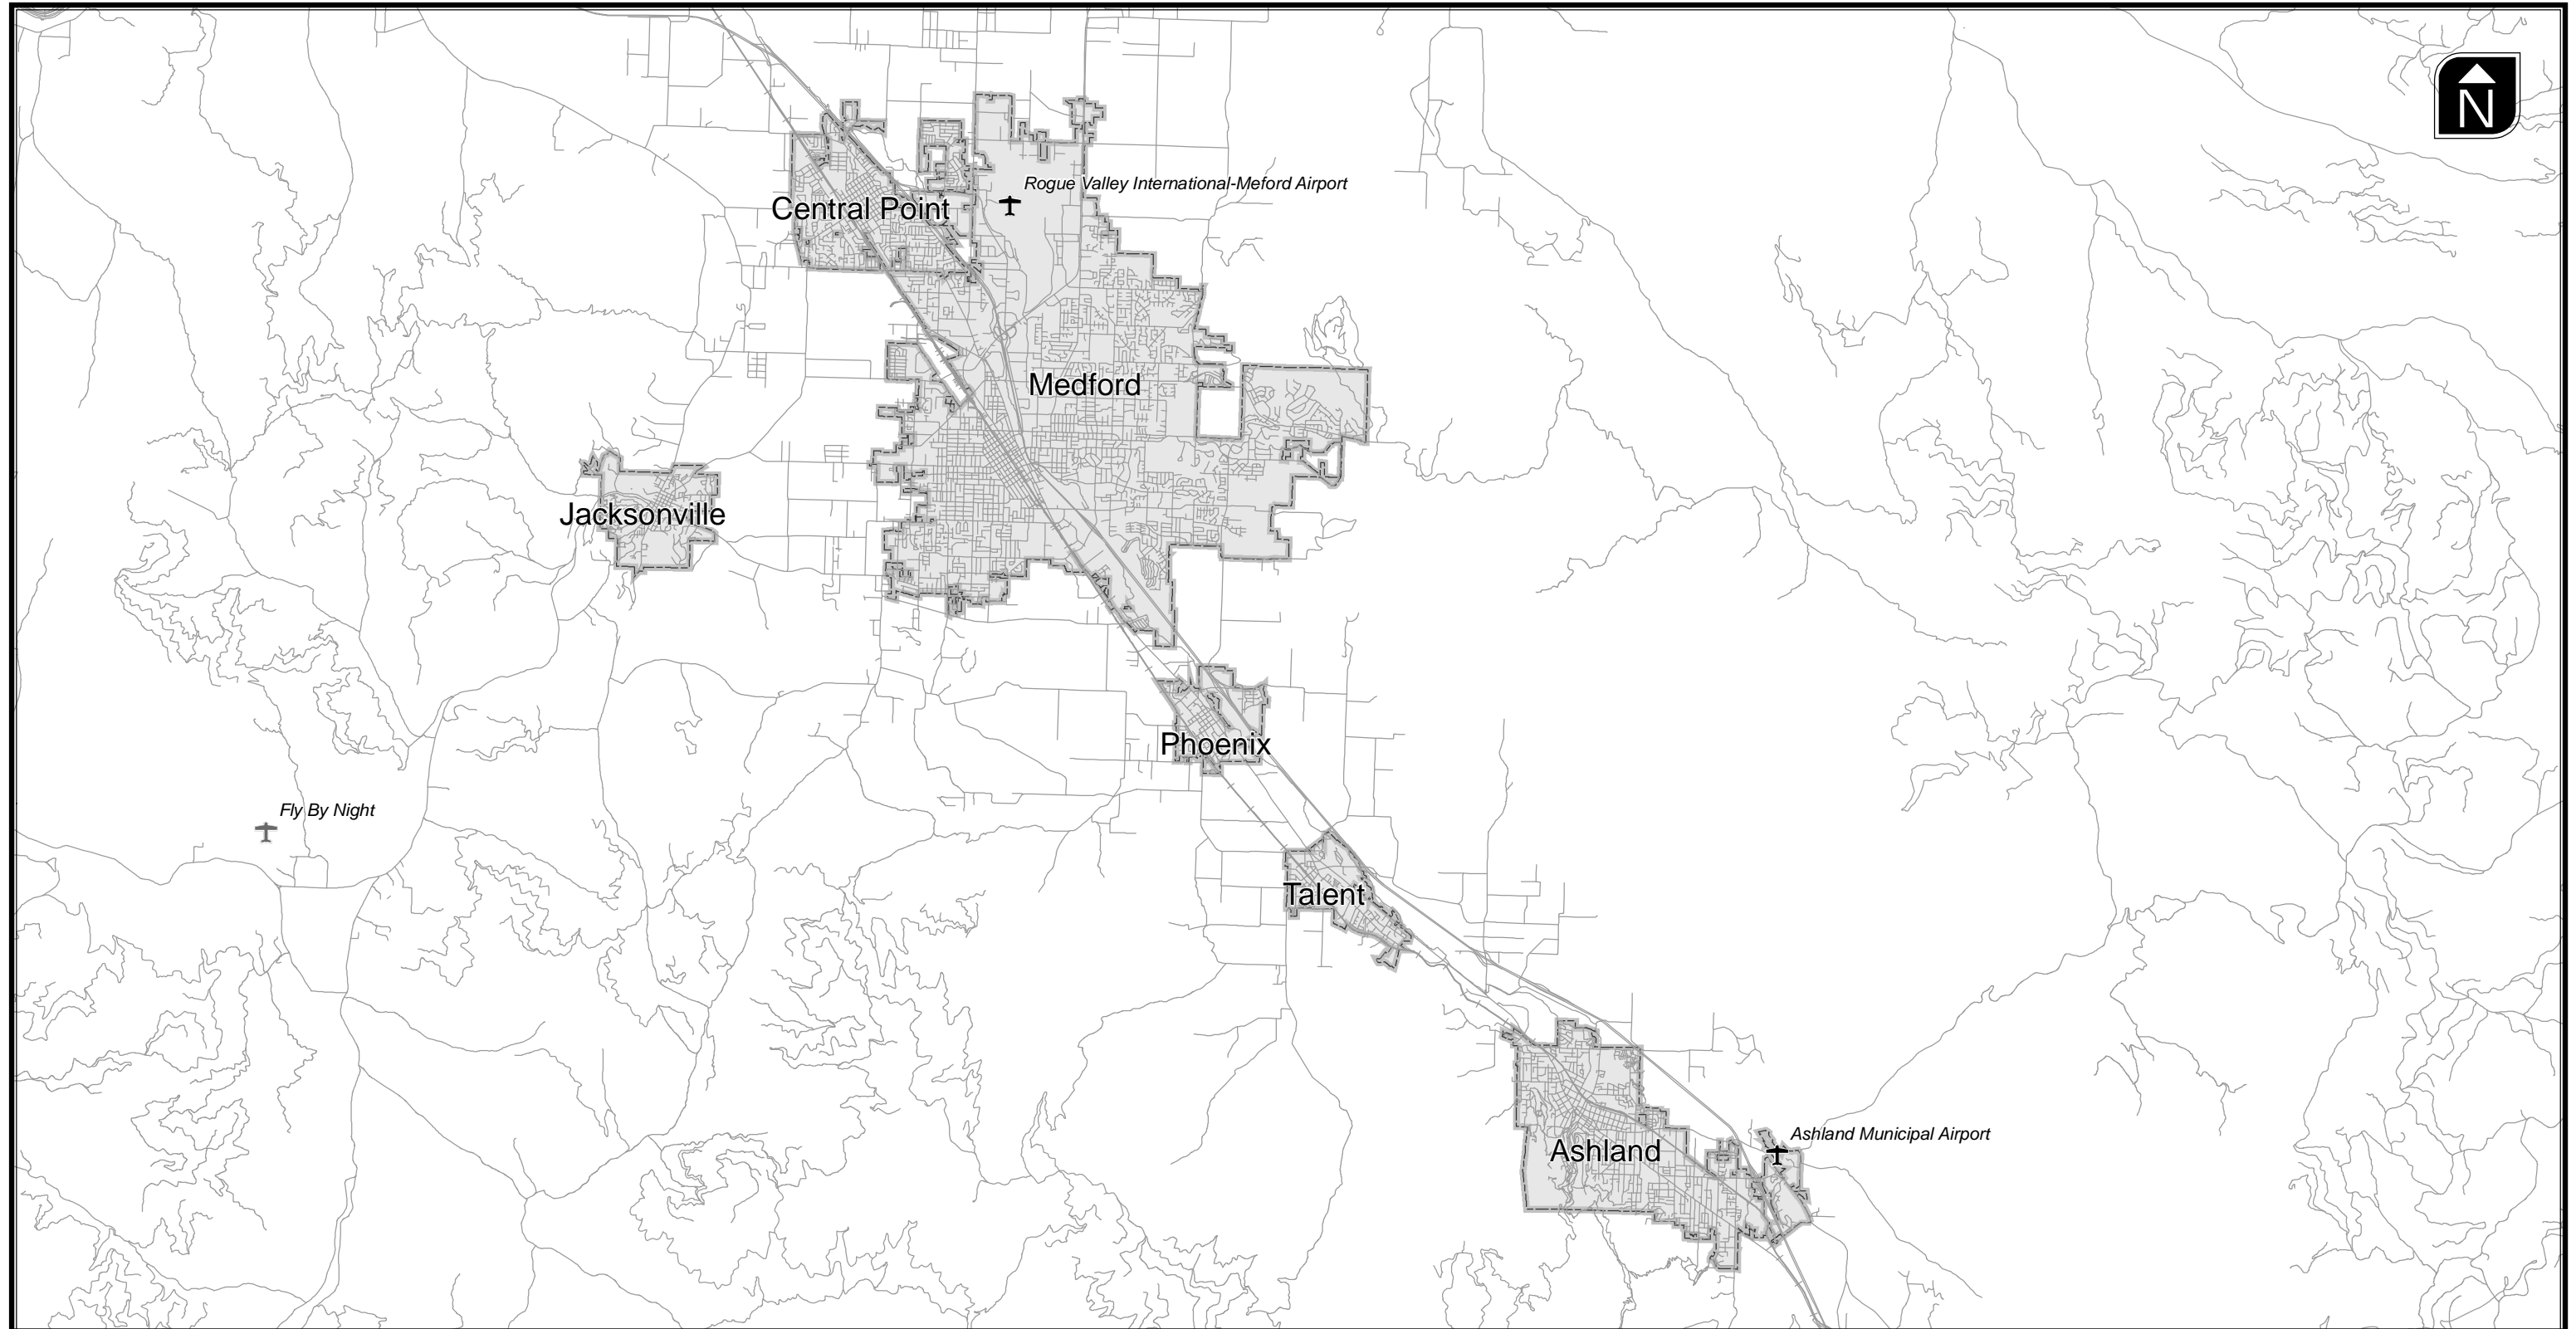 N
Rogue Valley International-Meford Airport
Central Point
Medford
Jacksonville
Phoenix
Fly By Night
Talent
Ashland Municipal Airport
Ashland